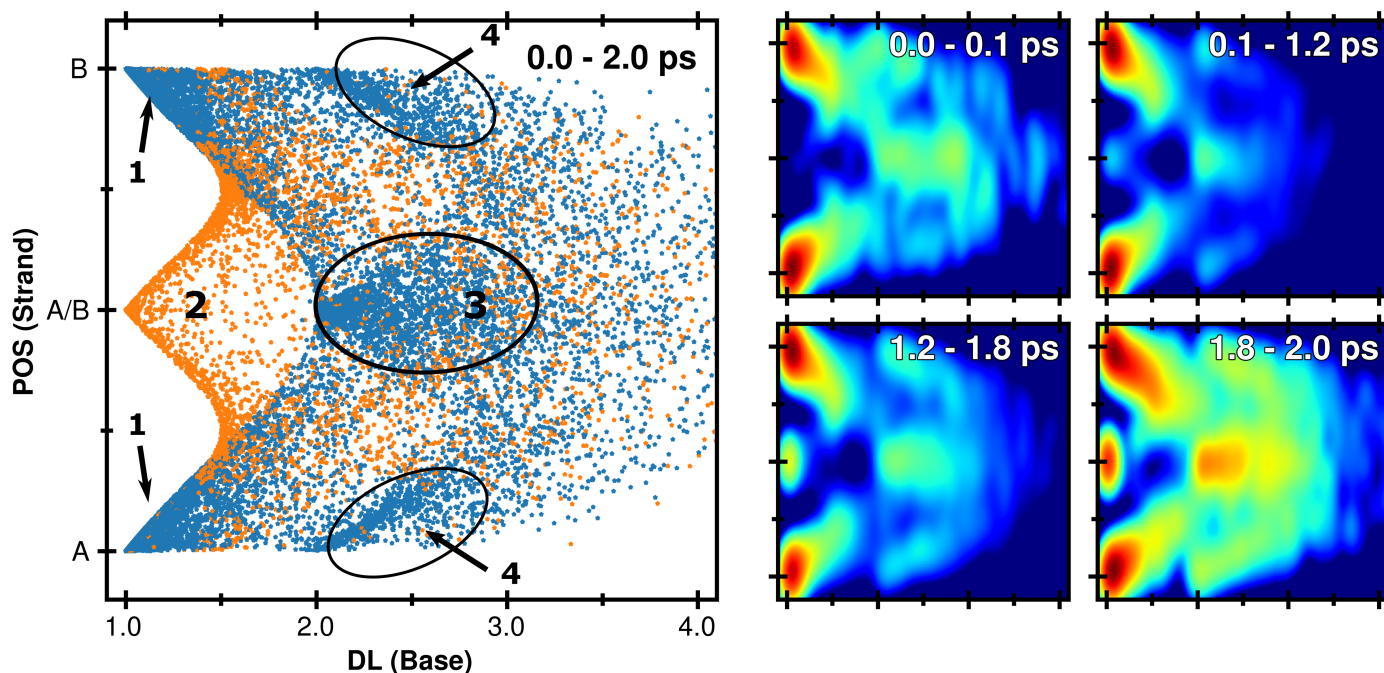 0.0 - 2.0 ps
4
B
1
POS (Strand)
A/B
2
3
1
A
4
1.0
2.0
3.0
4.0
DL (Base)
0.0 - 0.1 ps
0.1 - 1.2 ps
1.2 - 1.8 ps
1.8 - 2.0 ps